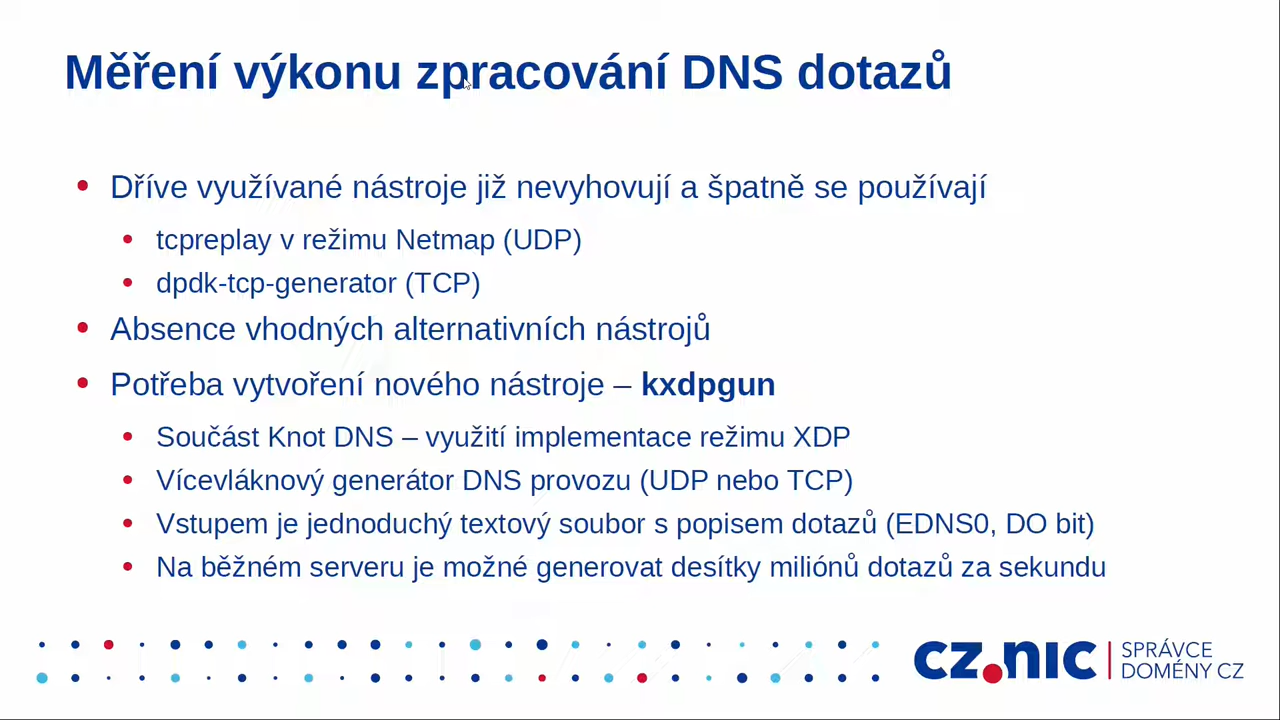 Měření výkonu zpracování DNS dotazů
Dříve využívané nástroje již nevyhovují a špatně se používají
tcpreplay v režimu Netmap (UDP)
dpdk-tcp-generator (TCP)
Absence vhodných alternativních nástrojů
Potřeba vytvoření nového nástroje – kxdpgun
Součást Knot DNS – využití implementace režimu XDP
Vícevláknový generátor DNS provozu (UDP nebo TCP)
Vstupem je jednoduchý textový soubor s popisem dotazů (EDNS0, DO bit)
Na běžném serveru je možné generovat desítky miliónů dotazů za sekundu
cz.nic
SPRÁVCE
DOMÉNY CZ